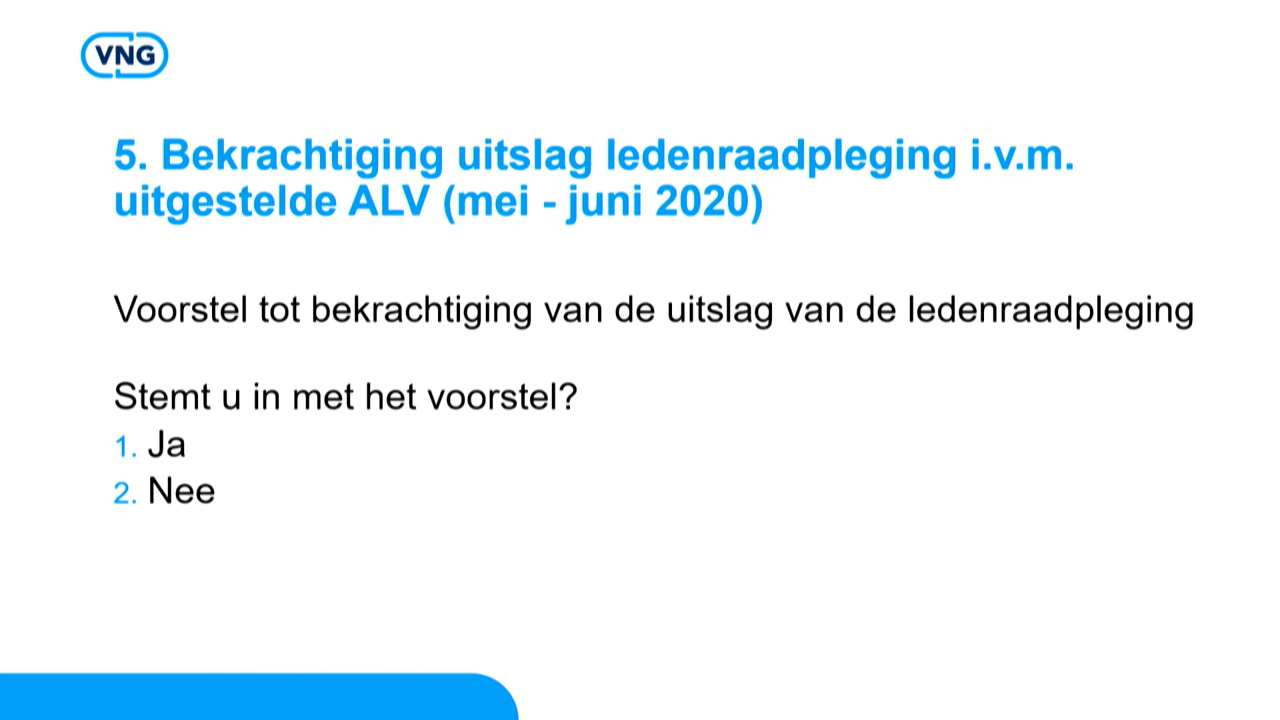 VNG
5. Bekrachtiging uitslag ledenraadpleging i.v.m.
uitgestelde ALV (mei - juni 2020)
Voorstel tot bekrachtiging van de uitslag van de ledenraadpleging
Stemt u in met het voorstel?
1. Ja
2. Nee